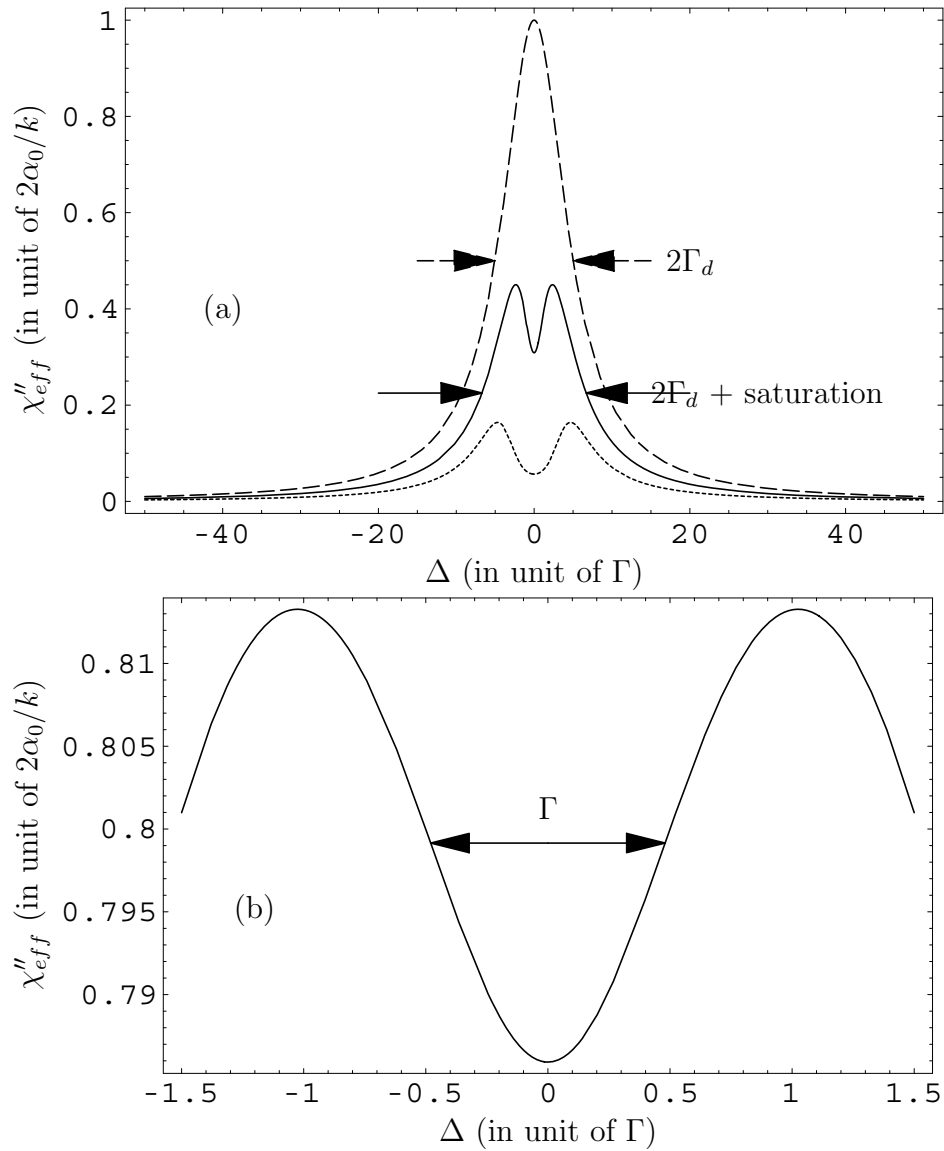 1
0.8
0.6
0.4
0.2
0
χ″eff (in unit of 2α₀/k)
(a)
2Γd
2Γd + saturation
-40 -20 0 20 40
Δ (in unit of Γ)
0.81
0.805
0.8
0.795
0.79
χ″eff (in unit of 2α₀/k)
Γ
(b)
-1.5 -1 -0.5 0 0.5 1 1.5
Δ (in unit of Γ)